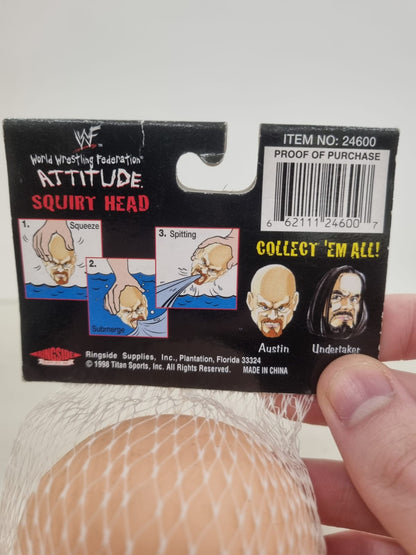 WF
World Wrestling Federation®
ATTITUDE.
SQUIRT HEAD
1. Squeeze
2.
Submerge
3. Spitting
ITEM NO: 24600
PROOF OF PURCHASE
6 62111 24600 7
COLLECT 'EM ALL!
Austin Undertaker
RINGSIDE
Ringside Supplies, Inc., Plantation, Florida 33324
© 1998 Titan Sports, Inc. All Rights Reserved. MADE IN CHINA